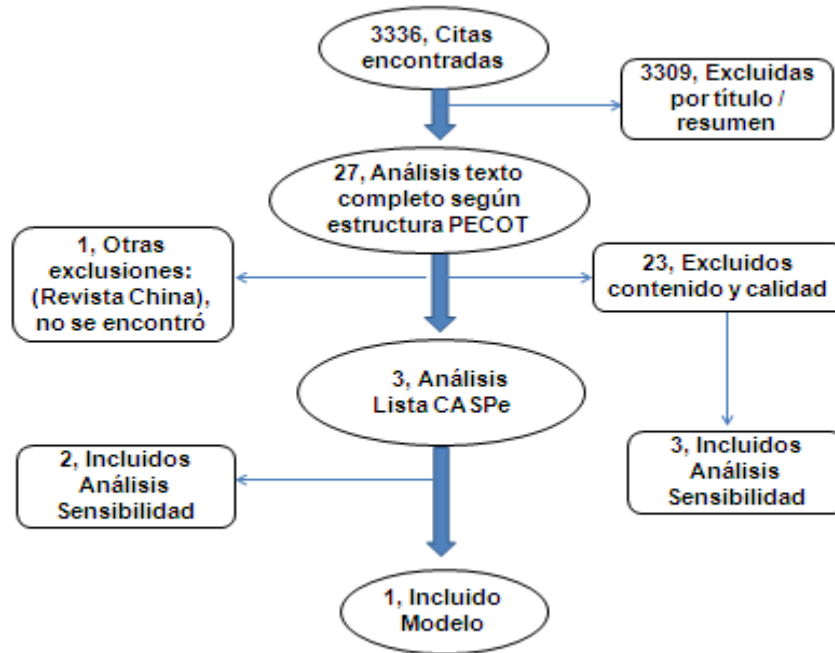 3336, Citas
encontradas
3309, Excluidas
por título /
resumen
27, Análisis texto
completo según
estructura PECOT
1, Otras
exclusiones:
(Revista China),
no se encontró
23, Excluidos
contenido y calidad
3, Análisis
Lista CASPe
2, Incluidos
Análisis
Sensibilidad
3, Incluidos
Análisis
Sensibilidad
1, Incluido
Modelo